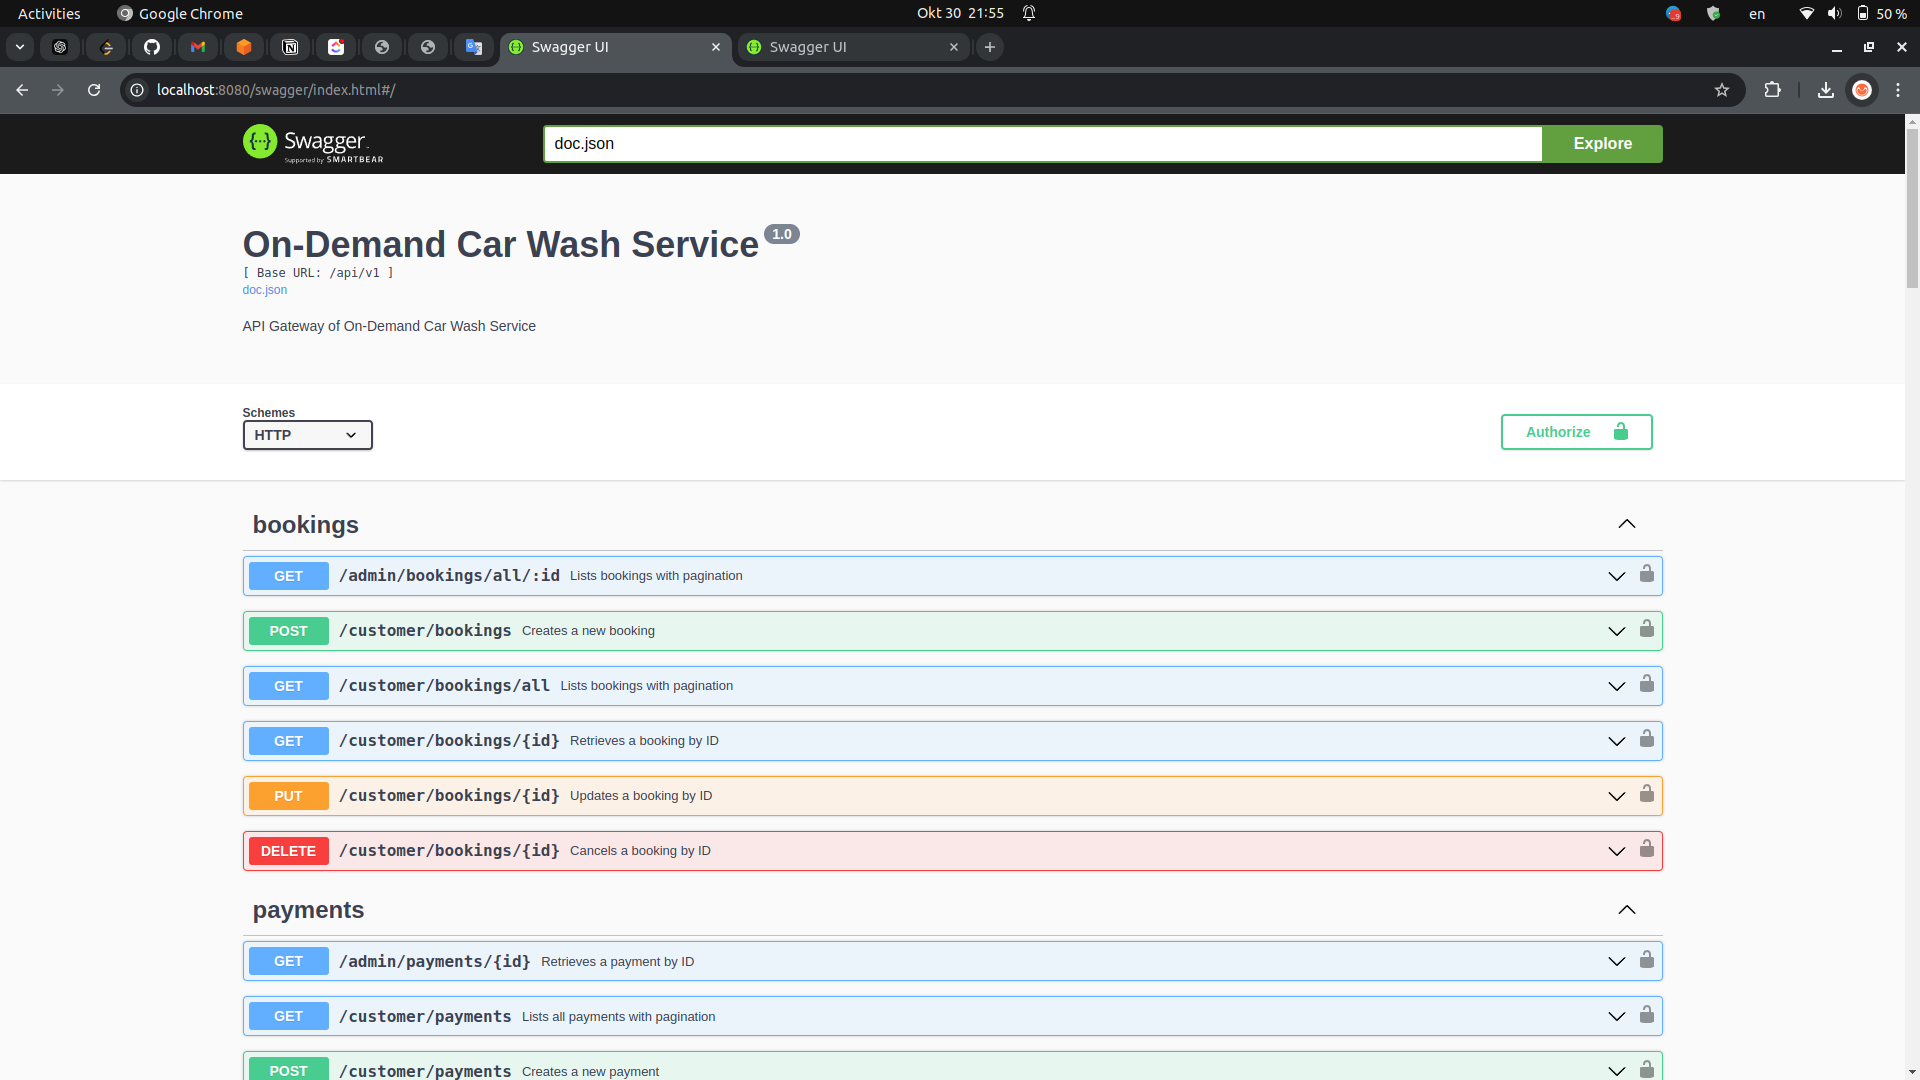 Activities Google Chrome Okt 30 21:55 en 50 %
Swagger UI Swagger UI
localhost:8080/swagger/index.html#/
Swagger
Supported by SMARTBEAR
doc.json Explore
On-Demand Car Wash Service 1.0
[ Base URL: /api/v1 ]
doc.json
API Gateway of On-Demand Car Wash Service
Schemes
HTTP Authorize
bookings
GET /admin/bookings/all/:id Lists bookings with pagination
POST /customer/bookings Creates a new booking
GET /customer/bookings/all Lists bookings with pagination
GET /customer/bookings/{id} Retrieves a booking by ID
PUT /customer/bookings/{id} Updates a booking by ID
DELETE /customer/bookings/{id} Cancels a booking by ID
payments
GET /admin/payments/{id} Retrieves a payment by ID
GET /customer/payments Lists all payments with pagination
POST /customer/payments Creates a new payment